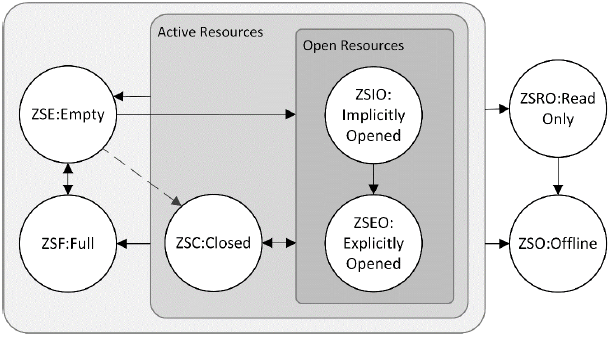 Active Resources
Open Resources
ZSE:Empty
ZSIO:
Implicitly
Opened
ZSRO:Read
Only
ZSF:Full
ZSC:Closed
ZSEO:
Explicitly
Opened
ZSO:Offline